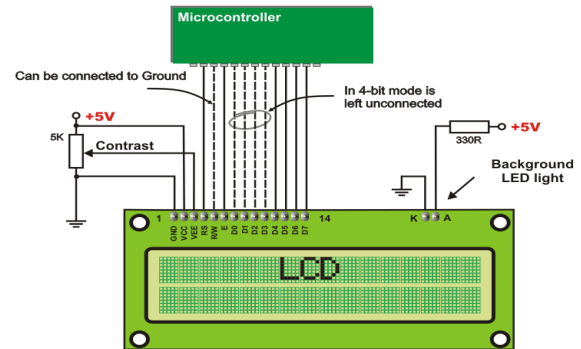 Microcontroller
Can be connected to Ground
In 4-bit mode is
left unconnected
+5V
5K
Contrast
330R
+5V
Background
LED light
1
14
K
A
GND
VCC
VEE
RS
R/W
E
D0
D1
D2
D3
D4
D5
D6
D7
LCD